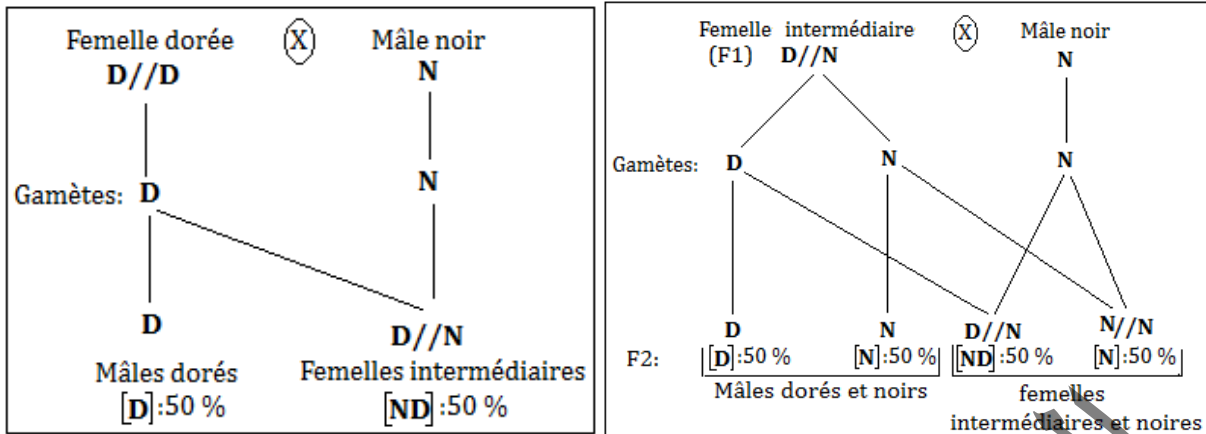 Femelle dorée X Mâle noir
D//D N
Gamètes: D N
D D//N
Mâles dorés Femelles intermédiaires
[D]:50 % [ND]:50 %
Femelle intermédiaire X Mâle noir
(F1) D//N N
Gamètes: D N N
D N D//N N//N
F2: [D]:50 % [N]:50 % [ND]:50 % [N]:50 %
Mâles dorés et noirs femelles
intermédiaires et noires